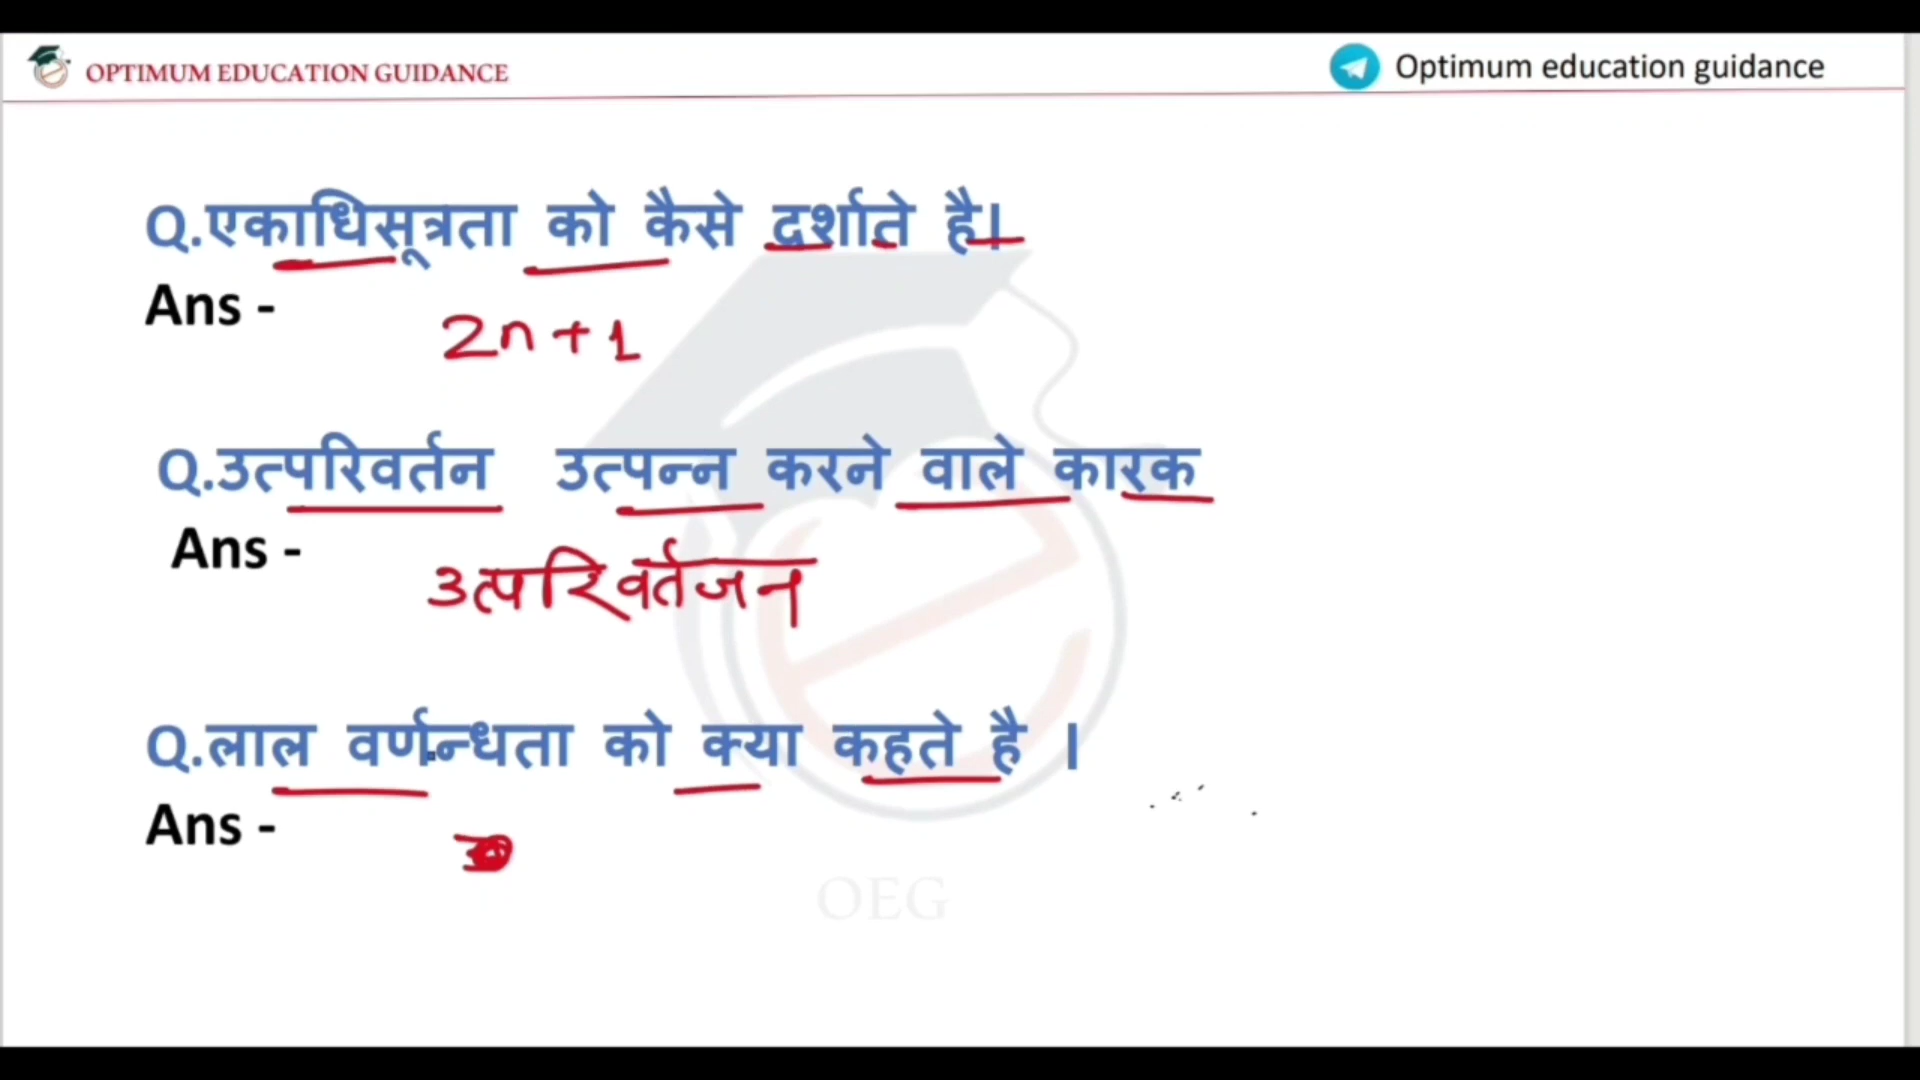 OPTIMUM EDUCATION GUIDANCE
Optimum education guidance
Q.एकाधिसूत्रता को कैसे दर्शाते है।
Ans -
2n+1
Q.उत्परिवर्तन उत्पन्न करने वाले कारक
Ans -
उत्परिवर्तजन
Q.लाल वर्णन्धता को क्या कहते है ।
Ans -
OEG